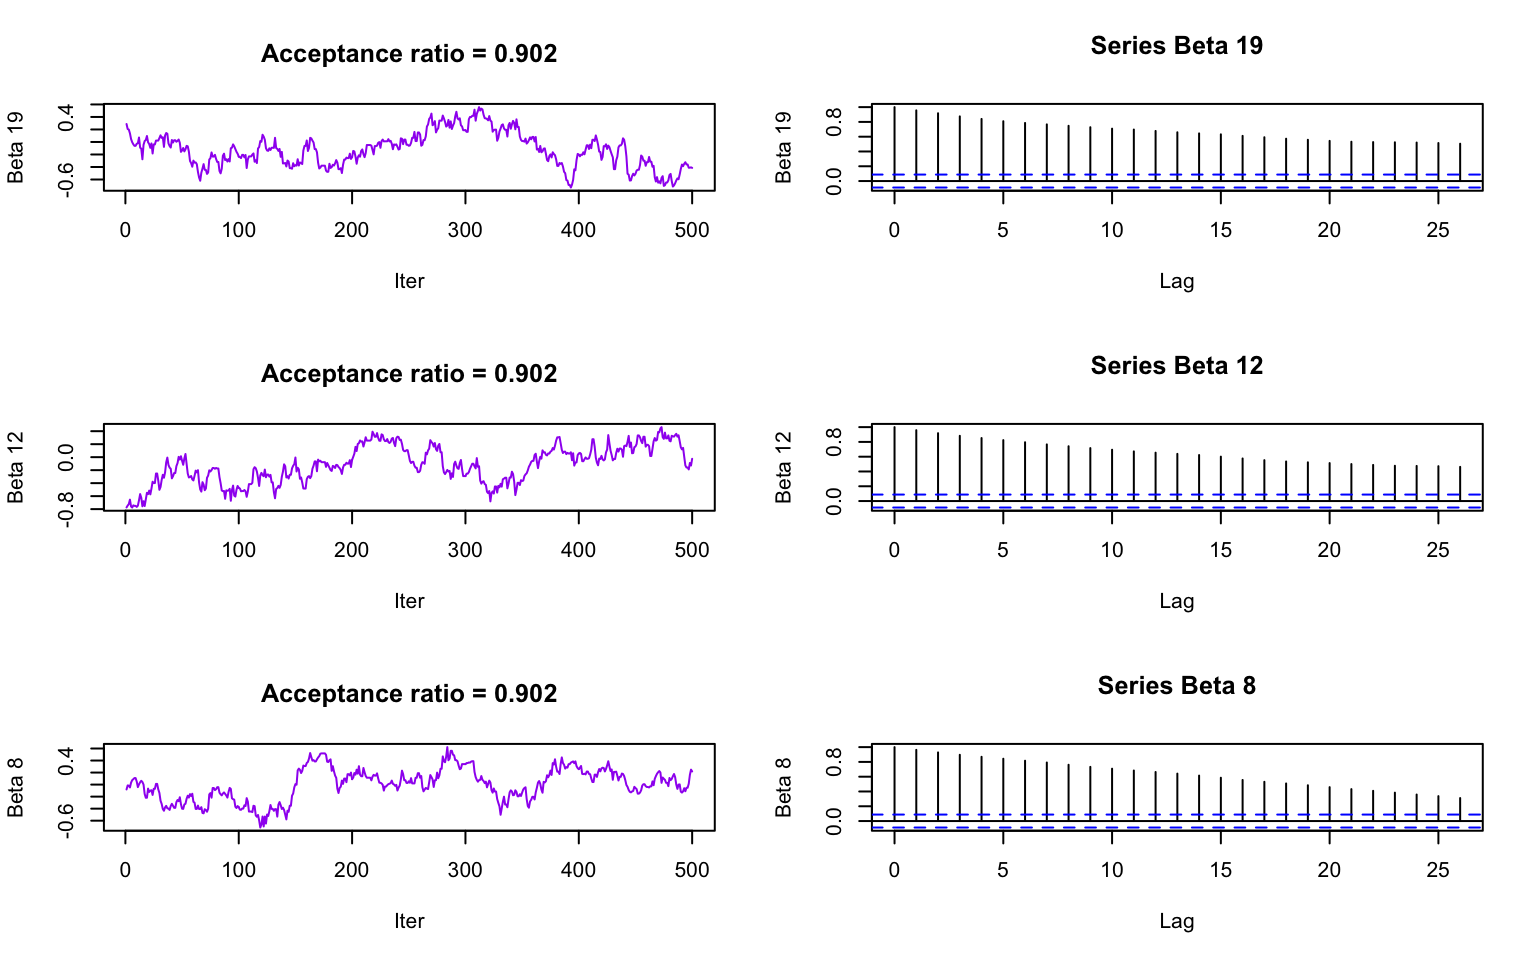 Acceptance ratio = 0.902
Beta 19
0.4
-0.6
0 100 200 300 400 500
Iter
Series Beta 19
Beta 19
0.8
0.0
0 5 10 15 20 25
Lag
Acceptance ratio = 0.902
Beta 12
0.0
-0.8
0 100 200 300 400 500
Iter
Series Beta 12
Beta 12
0.8
0.0
0 5 10 15 20 25
Lag
Acceptance ratio = 0.902
Beta 8
0.4
-0.6
0 100 200 300 400 500
Iter
Series Beta 8
Beta 8
0.8
0.0
0 5 10 15 20 25
Lag